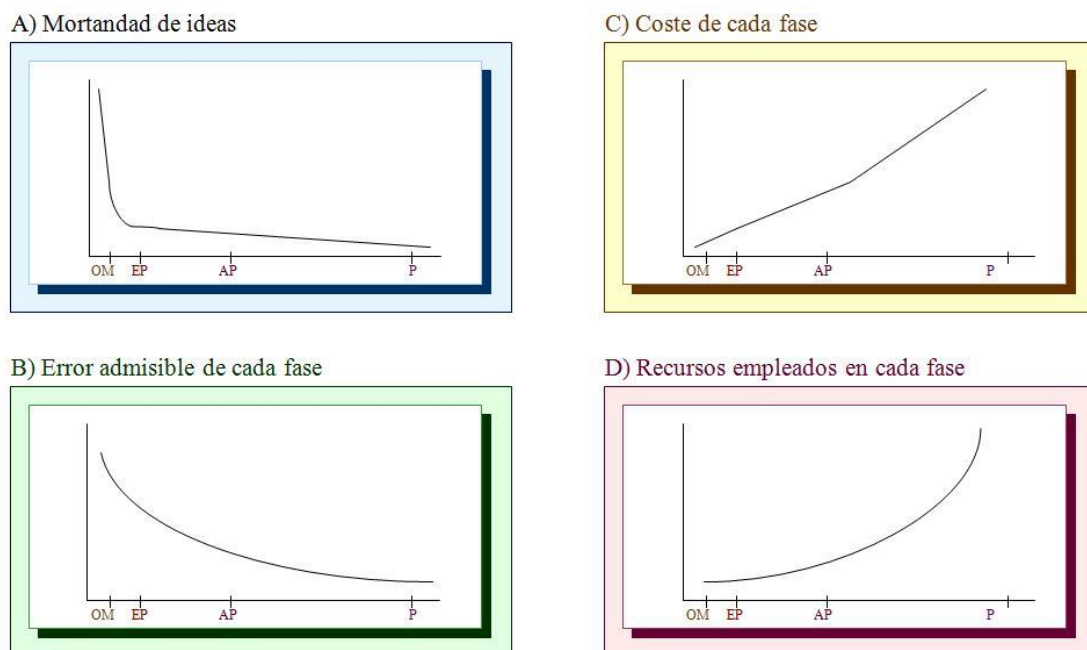 A) Mortandad de ideas
OM EP AP P
C) Coste de cada fase
OM EP AP P
B) Error admisible de cada fase
OM EP AP P
D) Recursos empleados en cada fase
OM EP AP P